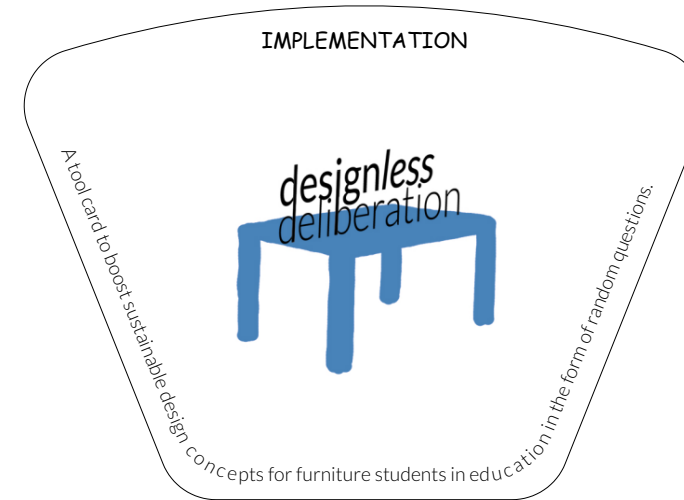 IMPLEMENTATION
designless
deliberation
A tool card to boost sustainable design concepts for furniture students in education in the form of random questions.